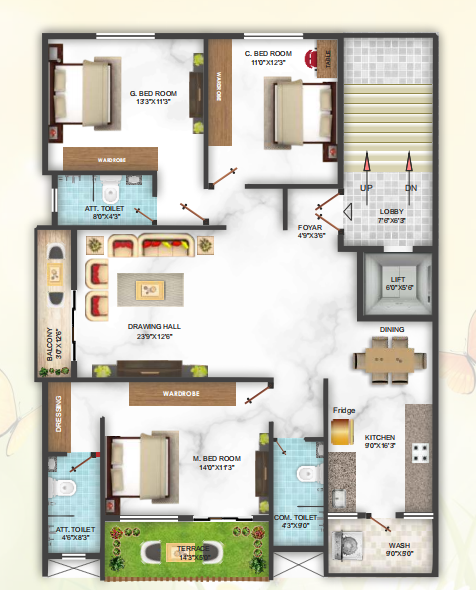 C. BED ROOM
11'0"X12'3"
TABLE
G. BED ROOM
13'3"X11'3"
WARDROBE
WARDROBE
UP
DN
ATT. TOILET
8'0"X4'3"
LOBBY
7'6"X6'3"
FOYAR
4'9"X3'6"
LIFT
6'0"X5'6"
DRAWING HALL
23'9"X12'6"
BALCONY
3'0"X12'6"
DINING
WARDROBE
DRESSING
Fridge
KITCHEN
9'0"X16'3"
M. BED ROOM
14'0"X11'3"
COM. TOILET
4'3"X9'0"
ATT. TOILET
4'6"X8'3"
TERRACE
14'3"X5'0"
WASH
9'0"X5'0"